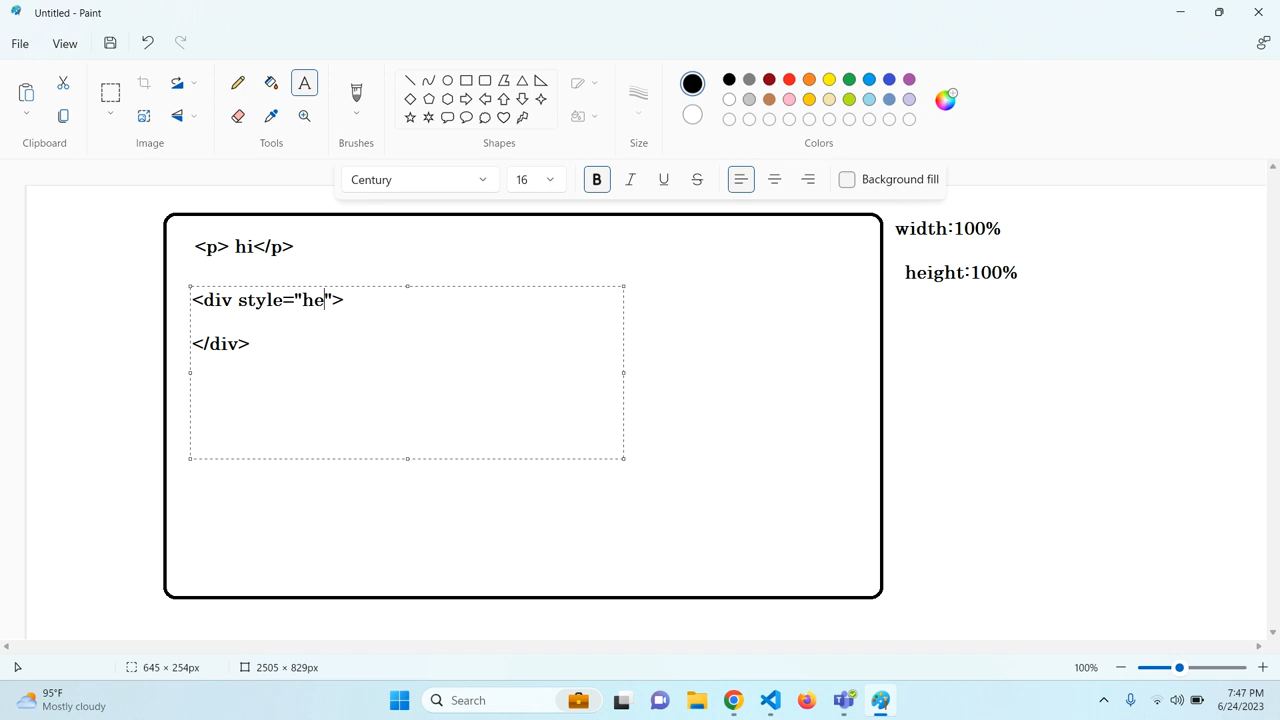 Untitled - Paint
File
View
Clipboard
Image
Tools
Brushes
Shapes
Size
Colors
Century
16
B
I
U
S
Background fill
<p> hi</p>
width:100%
height:100%
<div style="he">
</div>
645 × 254px
2505 × 829px
100%
95°F
Mostly cloudy
Search
7:47 PM
6/24/2023